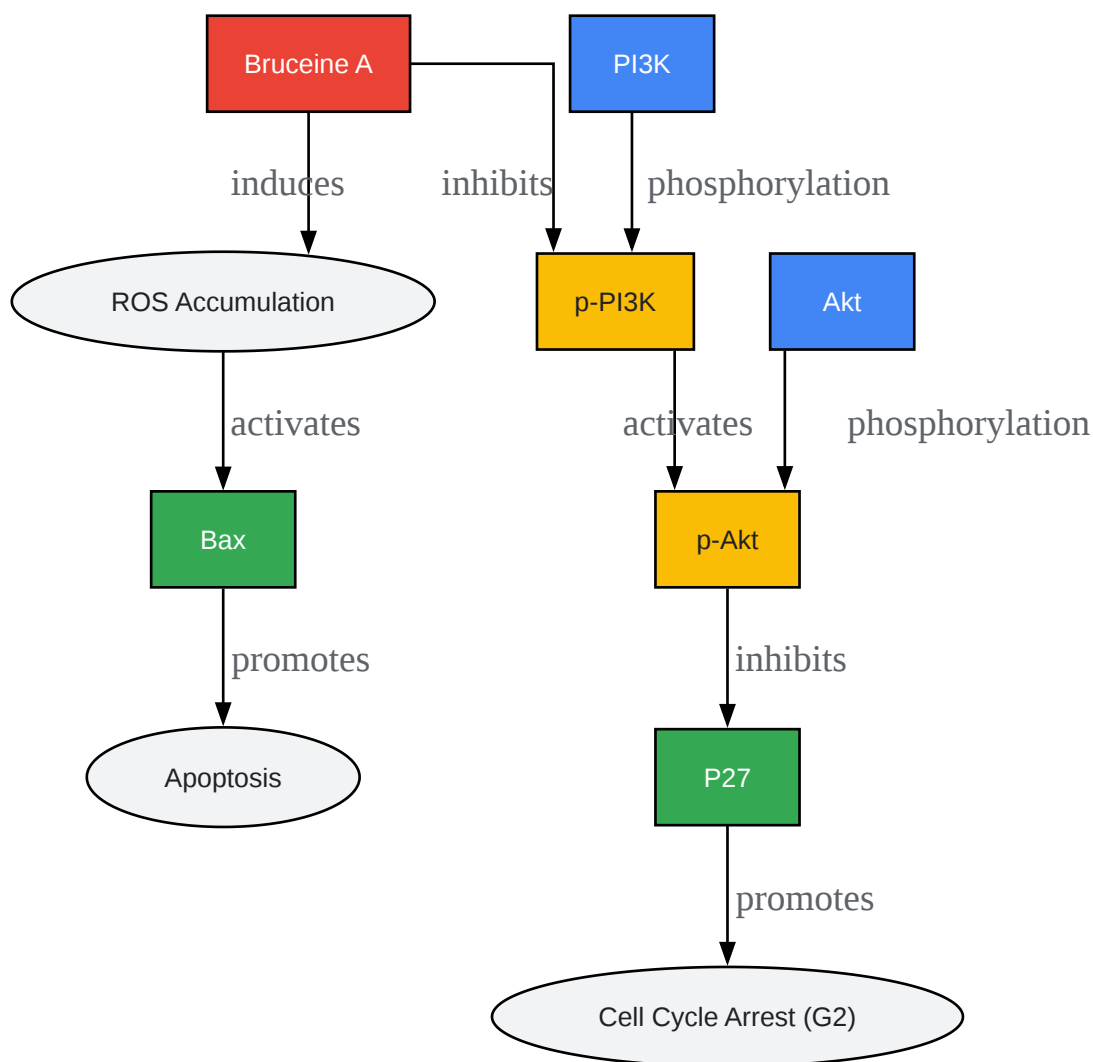 Bruceine A
PI3K
induces
inhibits
phosphorylation
ROS Accumulation
p-PI3K
Akt
activates
activates
phosphorylation
Bax
p-Akt
promotes
inhibits
Apoptosis
P27
promotes
Cell Cycle Arrest (G2)